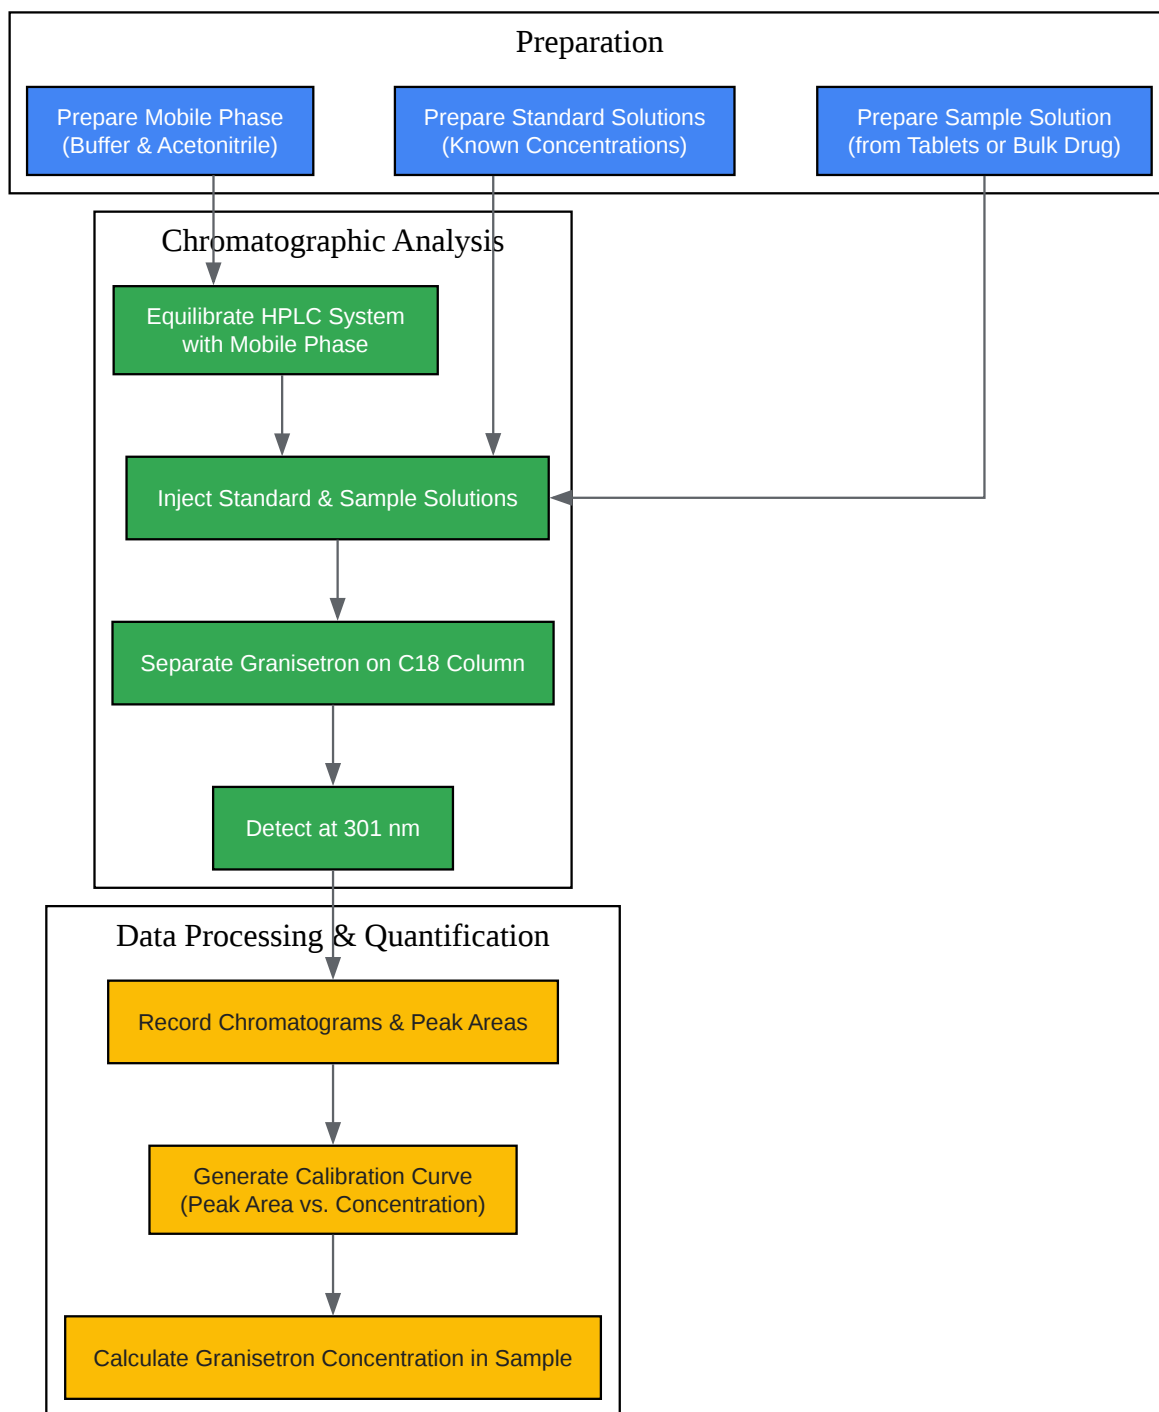 Preparation
Prepare Mobile Phase
(Buffer & Acetonitrile)
Prepare Standard Solutions
(Known Concentrations)
Prepare Sample Solution
(from Tablets or Bulk Drug)
Chromatographic Analysis
Equilibrate HPLC System
with Mobile Phase
Inject Standard & Sample Solutions
Separate Granisetron on C18 Column
Detect at 301 nm
Data Processing & Quantification
Record Chromatograms & Peak Areas
Generate Calibration Curve
(Peak Area vs. Concentration)
Calculate Granisetron Concentration in Sample